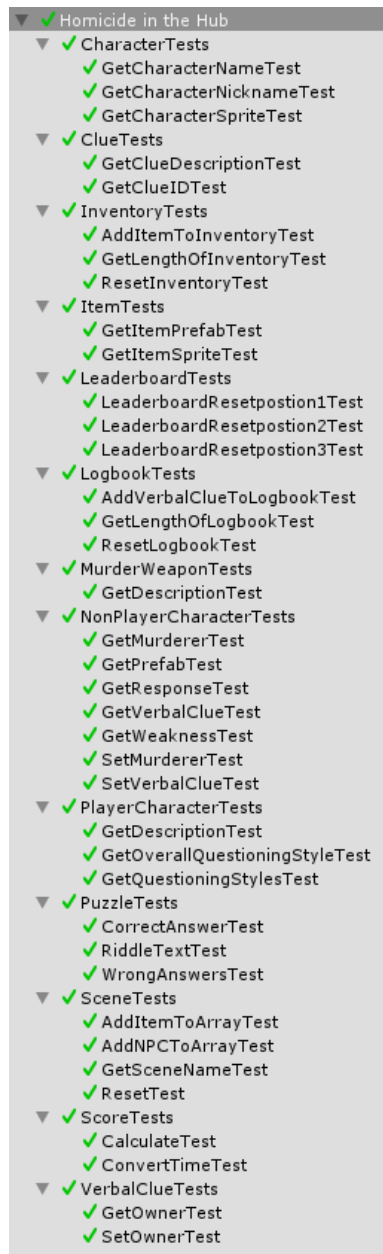 Homicide in the Hub
CharacterTests
GetCharacterNameTest
GetCharacterNicknameTest
GetCharacterSpriteTest
ClueTests
GetClueDescriptionTest
GetClueIDTest
InventoryTests
AddItemToInventoryTest
GetLengthOfInventoryTest
ResetInventoryTest
ItemTests
GetItemPrefabTest
GetItemSpriteTest
LeaderboardTests
LeaderboardResetpostion1Test
LeaderboardResetpostion2Test
LeaderboardResetpostion3Test
LogbookTests
AddVerbalClueToLogbookTest
GetLengthOfLogbookTest
ResetLogbookTest
MurderWeaponTests
GetDescriptionTest
NonPlayerCharacterTests
GetMurdererTest
GetPrefabTest
GetResponseTest
GetVerbalClueTest
GetWeaknessTest
SetMurdererTest
SetVerbalClueTest
PlayerCharacterTests
GetDescriptionTest
GetOverallQuestioningStyleTest
GetQuestioningStylesTest
PuzzleTests
CorrectAnswerTest
RiddleTextTest
WrongAnswersTest
SceneTests
AddItemToArrayTest
AddNPCToArrayTest
GetSceneNameTest
ResetTest
ScoreTests
CalculateTest
ConvertTimeTest
VerbalClueTests
GetOwnerTest
SetOwnerTest